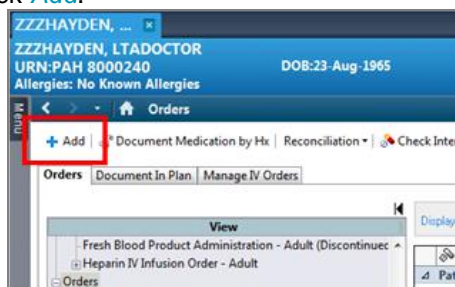 Add.
ZZZHAYDEN, ...
ZZZHAYDEN, LTADOCTOR
URN:PAH 8000240 DOB:23-Aug-1965
Allergies: No Known Allergies
Menu
Orders
Add Document Medication by Hx Reconciliation Check Inte
Orders Document In Plan Manage IV Orders
View
Display
Fresh Blood Product Administration - Adult (Discontinuec
Heparin IV Infusion Order - Adult
Orders
Pat